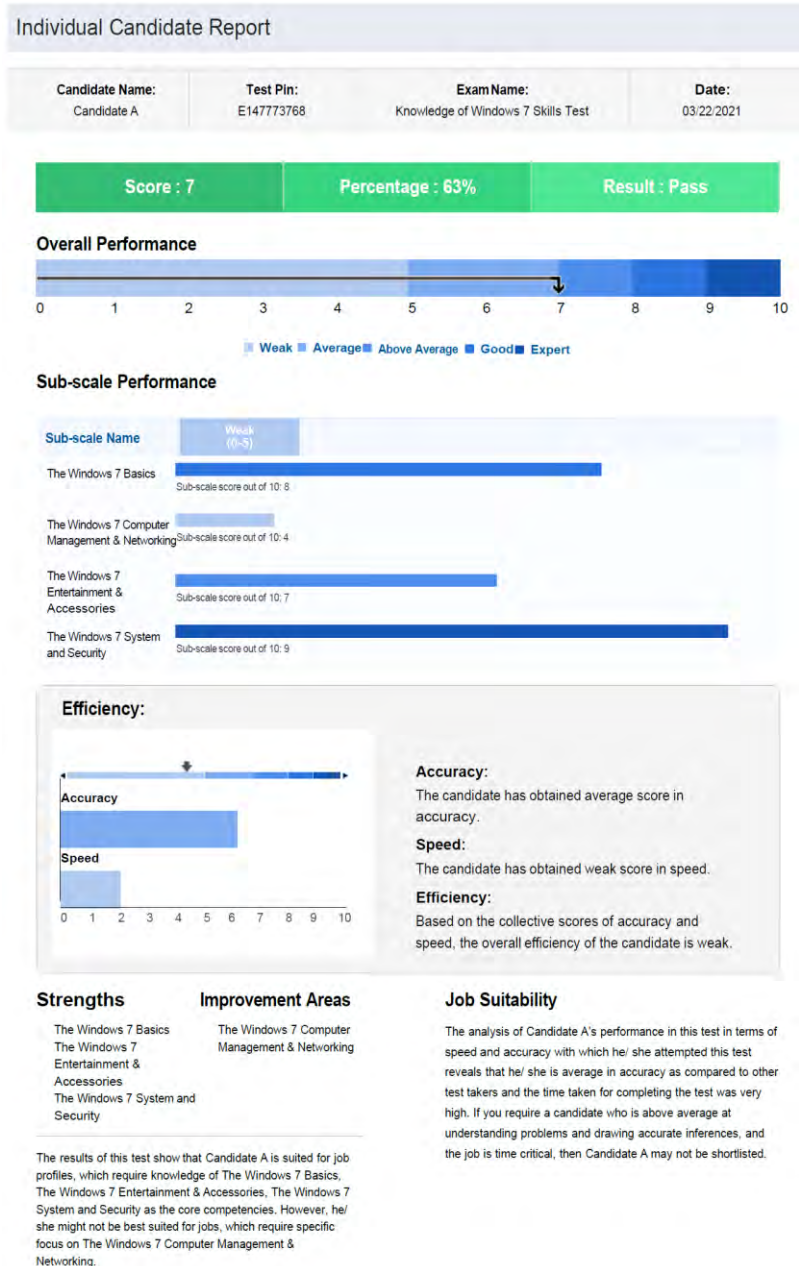 Individual Candidate Report
Candidate Name: Test Pin: Exam Name: Date:
Candidate A E147773768 Knowledge of Windows 7 Skills Test 03/22/2021
Score : 7 Percentage : 63% Result : Pass
Overall Performance
0 1 2 3 4 5 6 7 8 9 10
Weak Average Above Average Good Expert
Sub-scale Performance
Sub-scale Name
Weak
(0-5)
The Windows 7 Basics
Sub-scale score out of 10: 8
The Windows 7 Computer
Management & Networking
Sub-scale score out of 10: 4
The Windows 7
Entertainment &
Accessories
Sub-scale score out of 10: 7
The Windows 7 System
and Security
Sub-scale score out of 10: 9
Efficiency:
Accuracy
Speed
0 1 2 3 4 5 6 7 8 9 10
Accuracy:
The candidate has obtained average score in
accuracy.
Speed:
The candidate has obtained weak score in speed.
Efficiency:
Based on the collective scores of accuracy and
speed, the overall efficiency of the candidate is weak.
Strengths
The Windows 7 Basics
The Windows 7
Entertainment &
Accessories
The Windows 7 System and
Security
Improvement Areas
The Windows 7 Computer
Management & Networking
The results of this test show that Candidate A is suited for job
profiles, which require knowledge of The Windows 7 Basics,
The Windows 7 Entertainment & Accessories, The Windows 7
System and Security as the core competencies. However, he/
she might not be best suited for jobs, which require specific
focus on The Windows 7 Computer Management &
Networking.
Job Suitability
The analysis of Candidate A's performance in this test in terms of
speed and accuracy with which he/ she attempted this test
reveals that he/ she is average in accuracy as compared to other
test takers and the time taken for completing the test was very
high. If you require a candidate who is above average at
understanding problems and drawing accurate inferences, and
the job is time critical, then Candidate A may not be shortlisted.